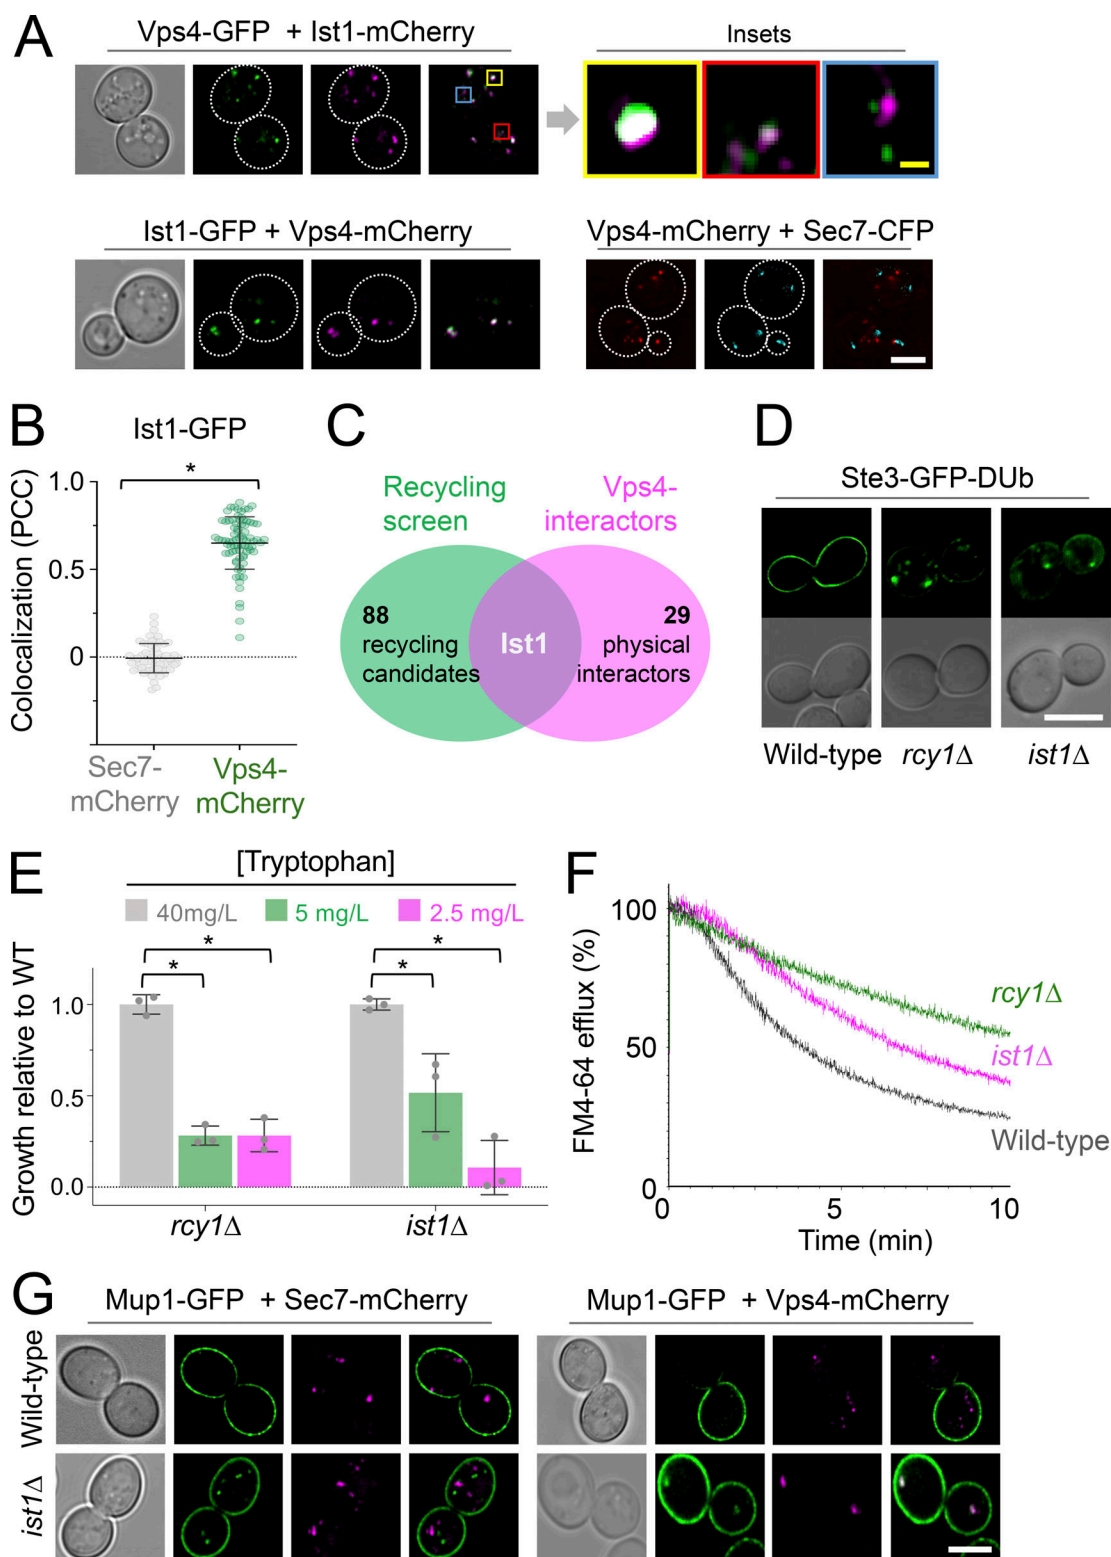 A
Vps4-GFP + Ist1-mCherry
Insets
Ist1-GFP + Vps4-mCherry
Vps4-mCherry + Sec7-CFP
B
Ist1-GFP
*
Colocalization (PCC)
1.0
0.5
0
Sec7-
mCherry
Vps4-
mCherry
C
Recycling
screen
Vps4-
interactors
88
recycling
candidates
Ist1
29
physical
interactors
D
Ste3-GFP-DUb
Wild-type
rcy1Δ
ist1Δ
E
[Tryptophan]
40mg/L
5 mg/L
2.5 mg/L
Growth relative to WT
*
*
*
*
1.0
0.5
0.0
rcy1Δ
ist1Δ
F
FM4-64 efflux (%)
100
50
0
rcy1Δ
ist1Δ
Wild-type
0
5
10
Time (min)
G
Mup1-GFP + Sec7-mCherry
Mup1-GFP + Vps4-mCherry
Wild-type
ist1Δ